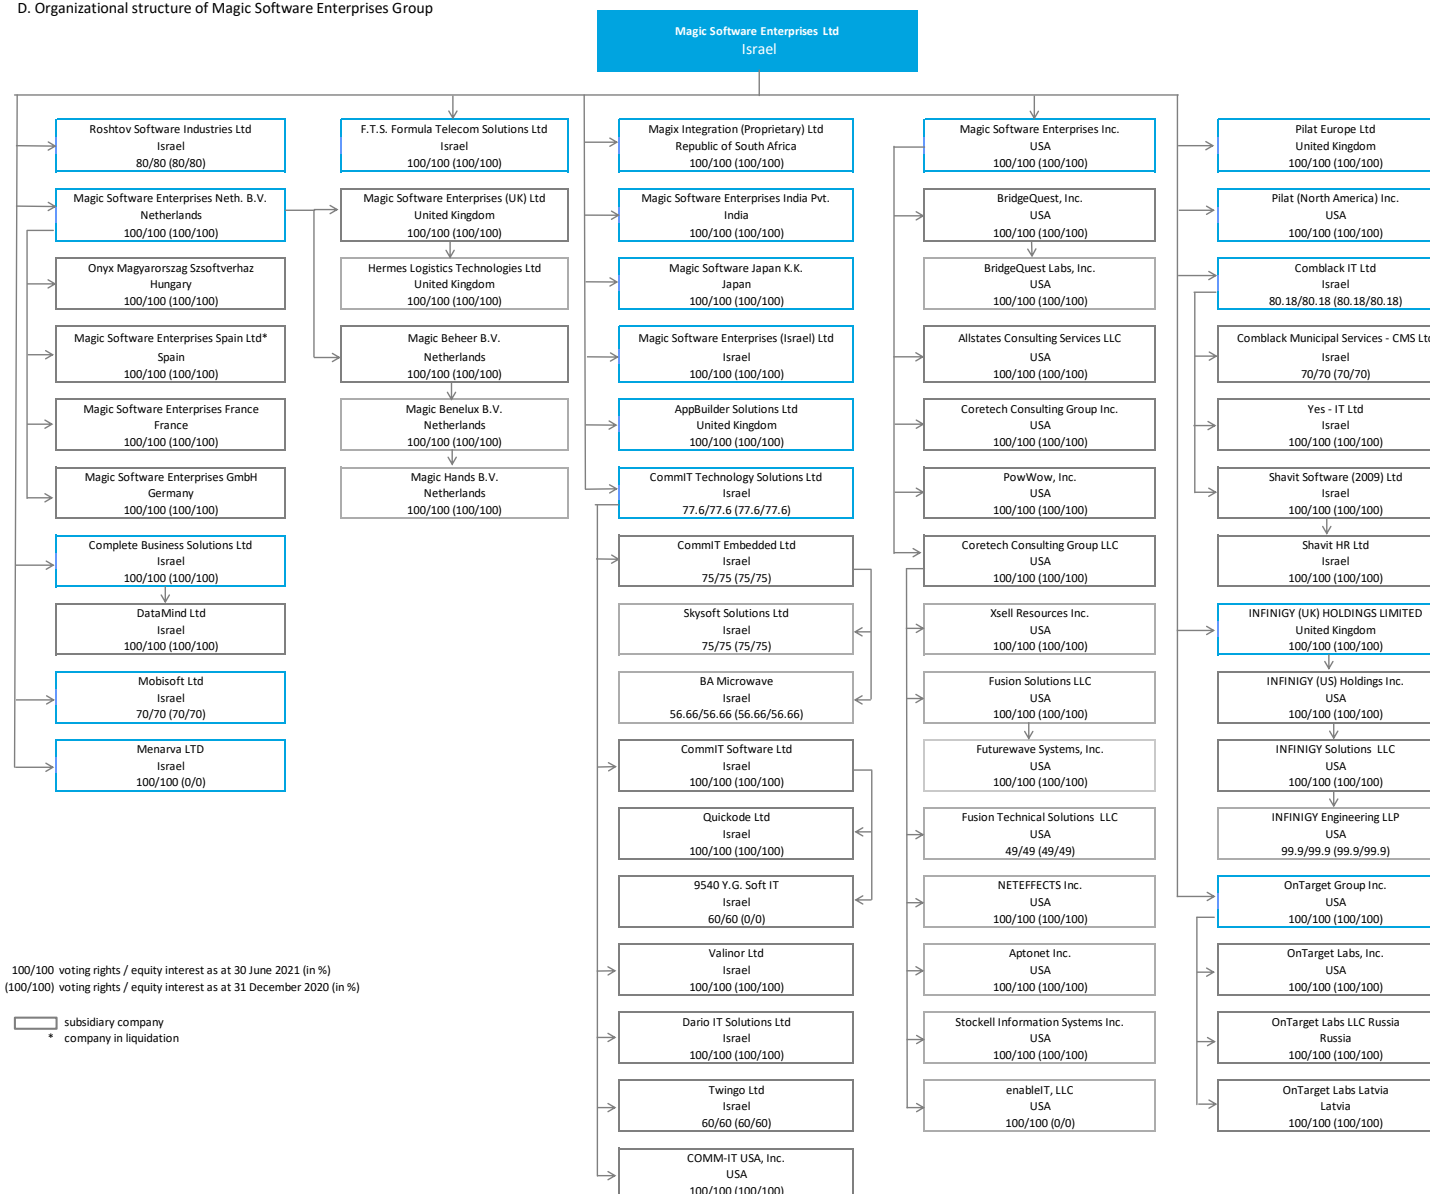 D. Organizational structure of Magic Software Enterprises Group
Magic Software Enterprises Ltd
Israel
Roshtov Software Industries Ltd
Israel
80/80 (80/80)
Magic Software Enterprises Neth. B.V.
Netherlands
100/100 (100/100)
Onyx Magyarorszag Szsoftverhaz
Hungary
100/100 (100/100)
Magic Software Enterprises Spain Ltd*
Spain
100/100 (100/100)
Magic Software Enterprises France
France
100/100 (100/100)
Magic Software Enterprises GmbH
Germany
100/100 (100/100)
Complete Business Solutions Ltd
Israel
100/100 (100/100)
DataMind Ltd
Israel
100/100 (100/100)
Mobisoft Ltd
Israel
70/70 (70/70)
Menarva LTD
Israel
100/100 (0/0)
F.T.S. Formula Telecom Solutions Ltd
Israel
100/100 (100/100)
Magic Software Enterprises (UK) Ltd
United Kingdom
100/100 (100/100)
Hermes Logistics Technologies Ltd
United Kingdom
100/100 (100/100)
Magic Beheer B.V.
Netherlands
100/100 (100/100)
Magic Benelux B.V.
Netherlands
100/100 (100/100)
Magic Hands B.V.
Netherlands
100/100 (100/100)
Magix Integration (Proprietary) Ltd
Republic of South Africa
100/100 (100/100)
Magic Software Enterprises India Pvt.
India
100/100 (100/100)
Magic Software Japan K.K.
Japan
100/100 (100/100)
Magic Software Enterprises (Israel) Ltd
Israel
100/100 (100/100)
AppBuilder Solutions Ltd
United Kingdom
100/100 (100/100)
CommIT Technology Solutions Ltd
Israel
77.6/77.6 (77.6/77.6)
CommIT Embedded Ltd
Israel
75/75 (75/75)
Skysoft Solutions Ltd
Israel
75/75 (75/75)
BA Microwave
Israel
56.66/56.66 (56.66/56.66)
CommIT Software Ltd
Israel
100/100 (100/100)
Quickode Ltd
Israel
100/100 (100/100)
9540 Y.G. Soft IT
Israel
60/60 (0/0)
Valinor Ltd
Israel
100/100 (100/100)
Dario IT Solutions Ltd
Israel
100/100 (100/100)
Twingo Ltd
Israel
60/60 (60/60)
COMM-IT USA, Inc.
USA
100/100 (100/100)
Magic Software Enterprises Inc.
USA
100/100 (100/100)
BridgeQuest, Inc.
USA
100/100 (100/100)
BridgeQuest Labs, Inc.
USA
100/100 (100/100)
Allstates Consulting Services LLC
USA
100/100 (100/100)
Coretech Consulting Group Inc.
USA
100/100 (100/100)
PowWow, Inc.
USA
100/100 (100/100)
Coretech Consulting Group LLC
USA
100/100 (100/100)
Xsell Resources Inc.
USA
100/100 (100/100)
Fusion Solutions LLC
USA
100/100 (100/100)
Futurewave Systems, Inc.
USA
100/100 (100/100)
Fusion Technical Solutions LLC
USA
49/49 (49/49)
NETEFFECTS Inc.
USA
100/100 (100/100)
Aptonet Inc.
USA
100/100 (100/100)
Stockell Information Systems Inc.
USA
100/100 (100/100)
enableIT, LLC
USA
100/100 (0/0)
Pilat Europe Ltd
United Kingdom
100/100 (100/100)
Pilat (North America) Inc.
USA
100/100 (100/100)
Comblack IT Ltd
Israel
80.18/80.18 (80.18/80.18)
Comblack Municipal Services - CMS Ltd
Israel
70/70 (70/70)
Yes - IT Ltd
Israel
100/100 (100/100)
Shavit Software (2009) Ltd
Israel
100/100 (100/100)
Shavit HR Ltd
Israel
100/100 (100/100)
INFINIGY (UK) HOLDINGS LIMITED
United Kingdom
100/100 (100/100)
INFINIGY (US) Holdings Inc.
USA
100/100 (100/100)
INFINIGY Solutions LLC
USA
100/100 (100/100)
INFINIGY Engineering LLP
USA
99.9/99.9 (99.9/99.9)
OnTarget Group Inc.
USA
100/100 (100/100)
OnTarget Labs, Inc.
USA
100/100 (100/100)
OnTarget Labs LLC Russia
Russia
100/100 (100/100)
OnTarget Labs Latvia
Latvia
100/100 (100/100)
100/100 voting rights / equity interest as at 30 June 2021 (in %)
(100/100) voting rights / equity interest as at 31 December 2020 (in %)
subsidiary company
* company in liquidation